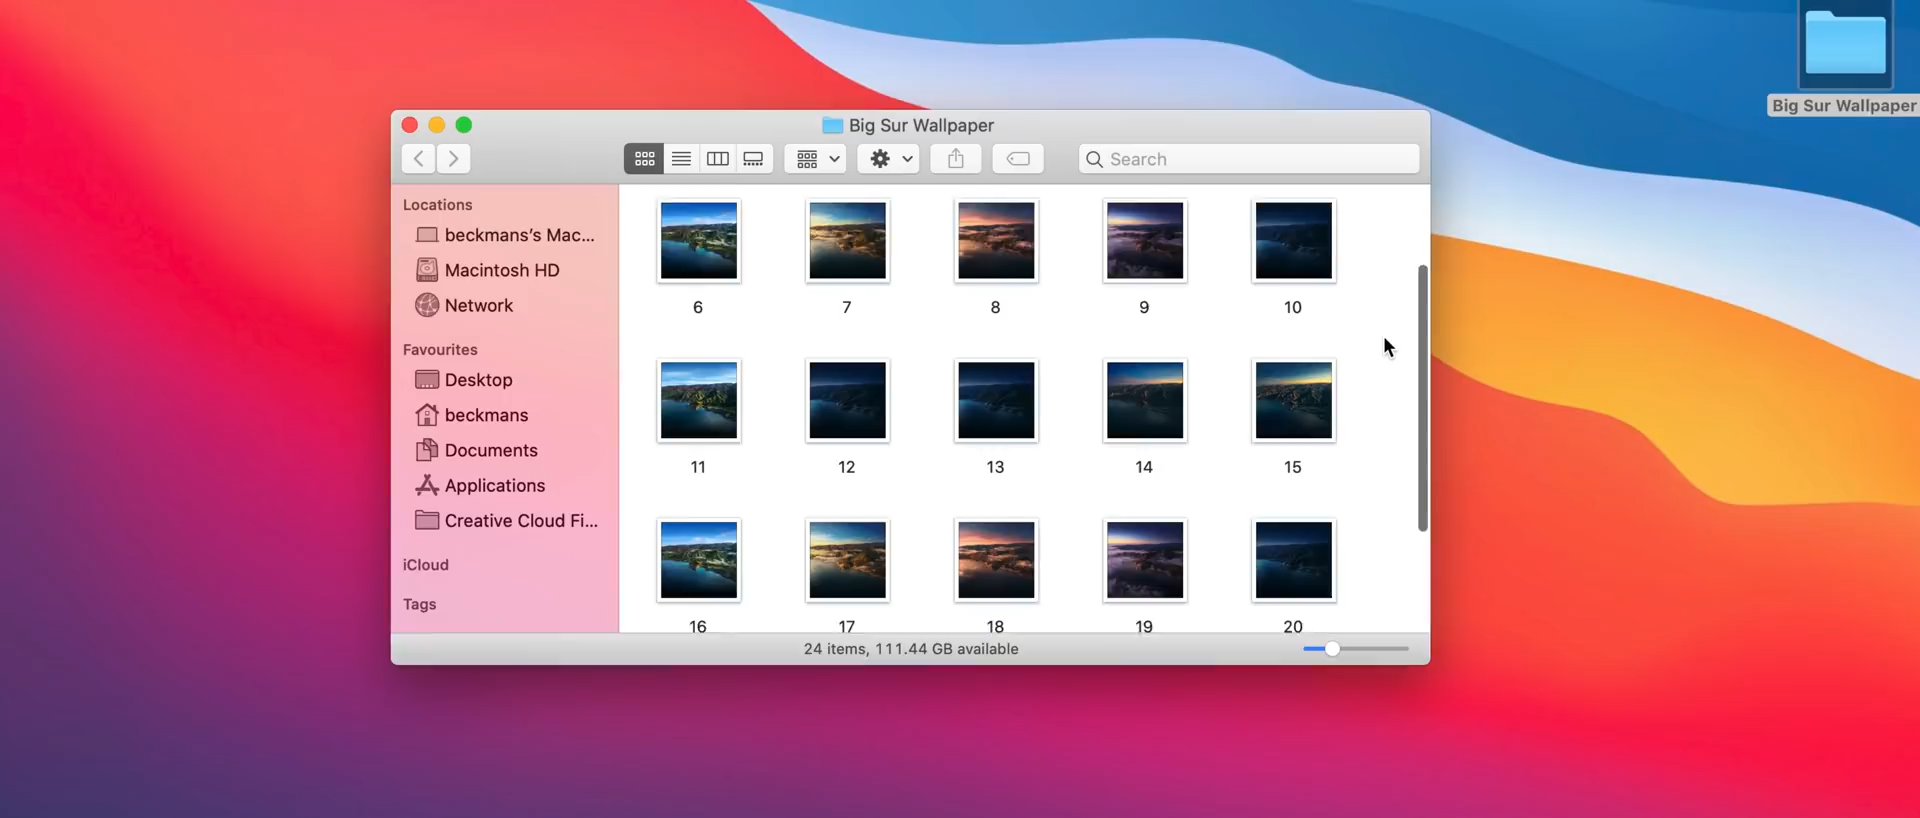 Big Sur Wallpaper
Big Sur Wallpaper
Search
Locations
beckmans’s Mac...
Macintosh HD
Network
Favourites
Desktop
beckmans
Documents
Applications
Creative Cloud Fi...
iCloud
Tags
6 7 8 9 10
11 12 13 14 15
16 17 18 19 20
24 items, 111.44 GB available